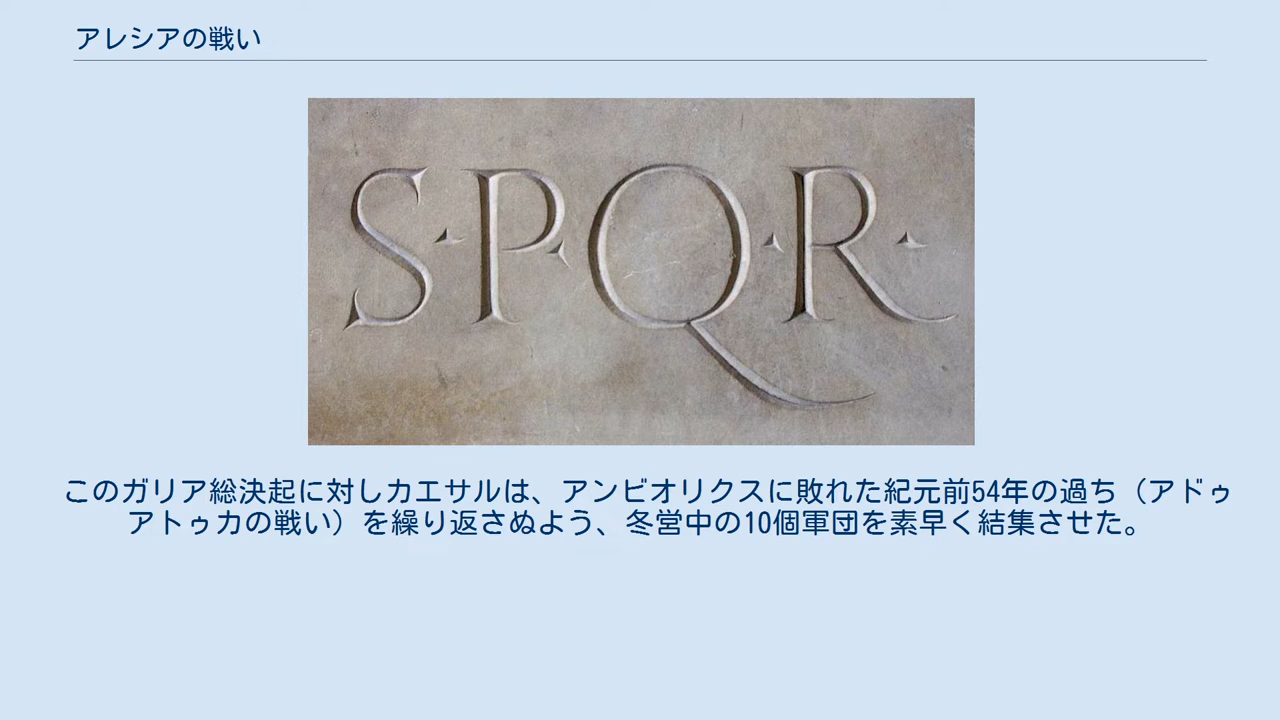 アレシアの戦い
S·P·Q·R·
このガリア総決起に対しカエサルは、アンビオリクスに敗れた紀元前54年の過ち（アドゥ
アトゥカの戦い）を繰り返さぬよう、冬営中の10個軍団を素早く結集させた。